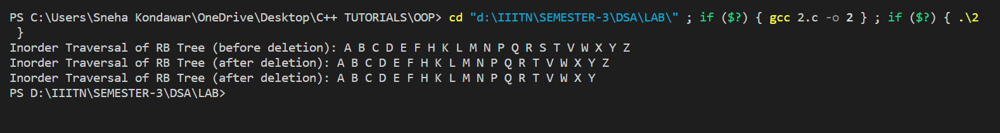 PS C:\Users\Sneha Kondawar\OneDrive\Desktop\C++ TUTORIALS\OOP> cd "d:\IIITN\SEMESTER-3\DSA\LAB\" ; if ($?) { gcc 2.c -o 2 } ; if ($?) { .\2
 }
Inorder Traversal of RB Tree (before deletion): A B C D E F H K L M N P Q R S T V W X Y Z
Inorder Traversal of RB Tree (after deletion): A B C D E F H K L M N P Q R T V W X Y Z
Inorder Traversal of RB Tree (after deletion): A B C D E F H K L M N P Q R T V W X Y
PS D:\IIITN\SEMESTER-3\DSA\LAB>